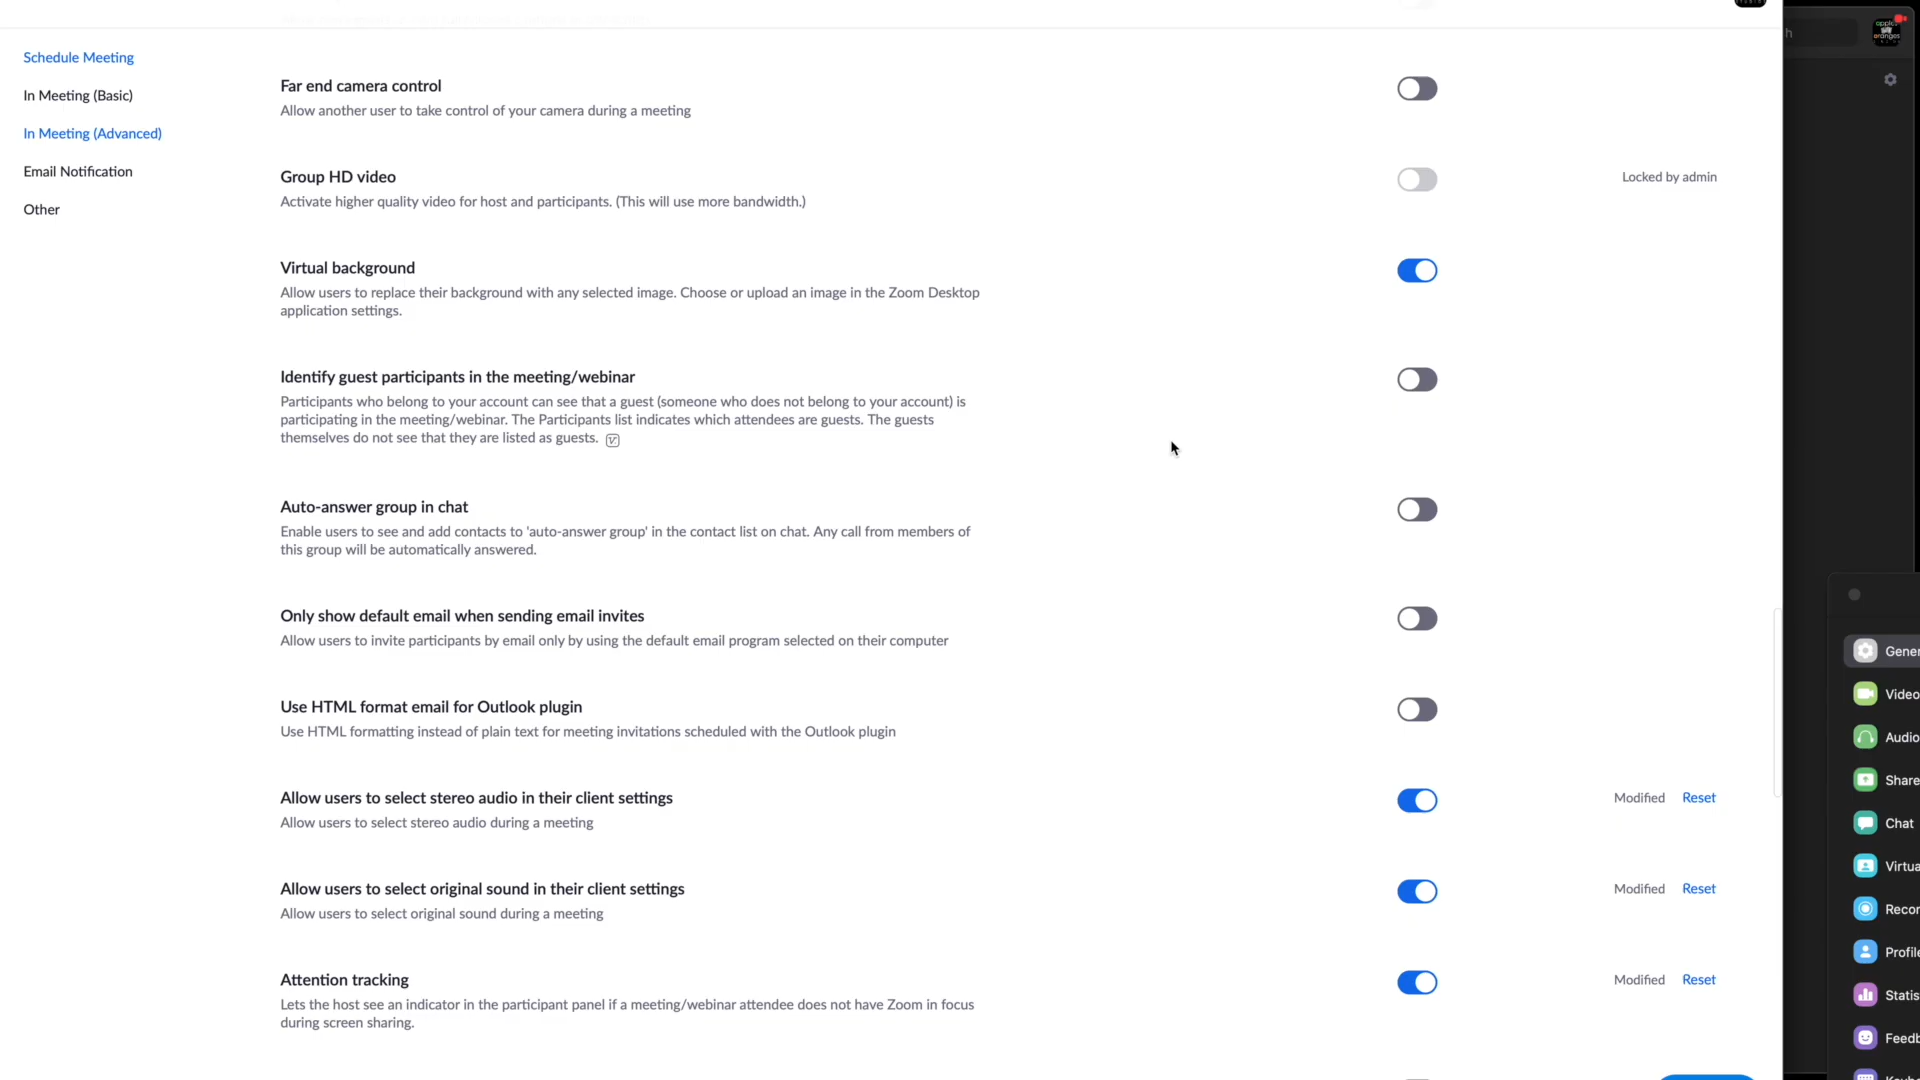 Schedule Meeting
In Meeting (Basic)
In Meeting (Advanced)
Email Notification
Other
Far end camera control
Allow another user to take control of your camera during a meeting
Group HD video
Locked by admin
Activate higher quality video for host and participants. (This will use more bandwidth.)
Virtual background
Allow users to replace their background with any selected image. Choose or upload an image in the Zoom Desktop
application settings.
Identify guest participants in the meeting/webinar
Participants who belong to your account can see that a guest (someone who does not belong to your account) is
participating in the meeting/webinar. The Participants list indicates which attendees are guests. The guests
themselves do not see that they are listed as guests.
Auto-answer group in chat
Enable users to see and add contacts to 'auto-answer group' in the contact list on chat. Any call from members of
this group will be automatically answered.
Only show default email when sending email invites
Allow users to invite participants by email only by using the default email program selected on their computer
Use HTML format email for Outlook plugin
Use HTML formatting instead of plain text for meeting invitations scheduled with the Outlook plugin
Allow users to select stereo audio in their client settings
Modified Reset
Allow users to select stereo audio during a meeting
Allow users to select original sound in their client settings
Modified Reset
Allow users to select original sound during a meeting
Attention tracking
Modified Reset
Lets the host see an indicator in the participant panel if a meeting/webinar attendee does not have Zoom in focus
during screen sharing.
h
Gener
Video
Audio
Share
Chat
Virtua
Recor
Profile
Statis
Feedb